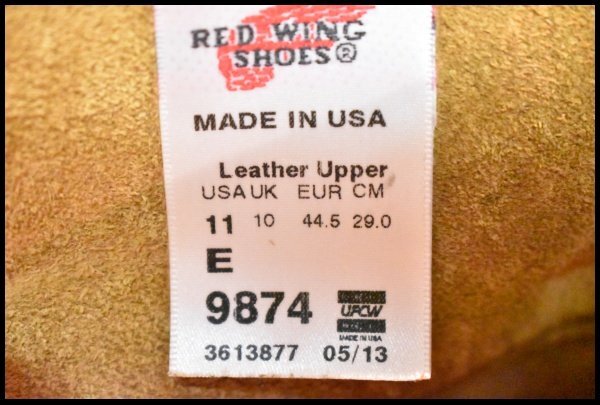 RED WING
SHOES®
MADE IN USA
Leather Upper
USA UK EUR CM
11 10 44.5 29.0
E
9874
UFCW
MADE IN USA
3613877 05/13